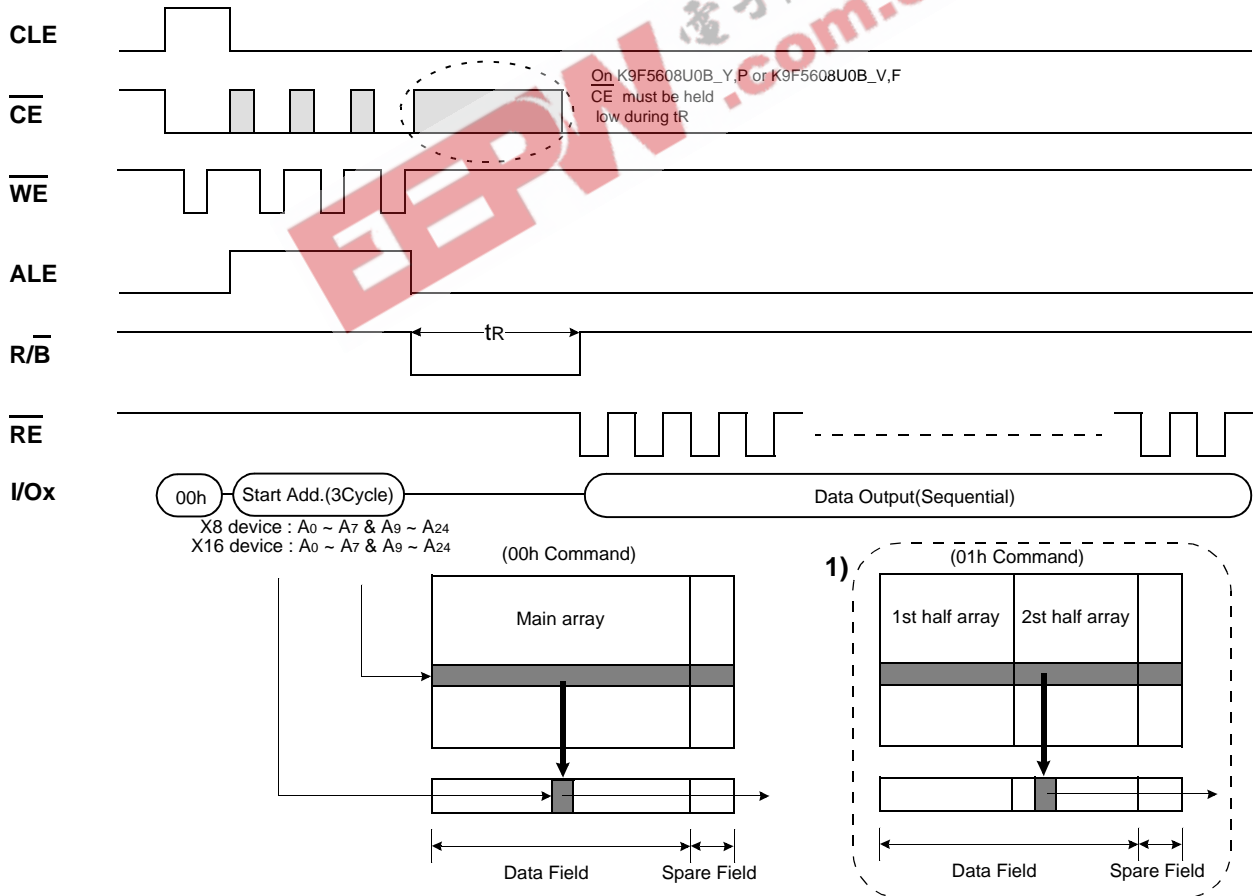 CLE
CE
On K9F5608U0B_Y,P or K9F5608U0B_V,F
CE must be held
low during tR
WE
ALE
R/B
tR
RE
I/Ox
00h
Start Add.(3Cycle)
Data Output(Sequential)
X8 device : A0 ~ A7 & A9 ~ A24
X16 device : A0 ~ A7 & A9 ~ A24
(00h Command)
Main array
Data Field
Spare Field
1)
(01h Command)
1st half array
2st half array
Data Field
Spare Field
EEPW
.com.c